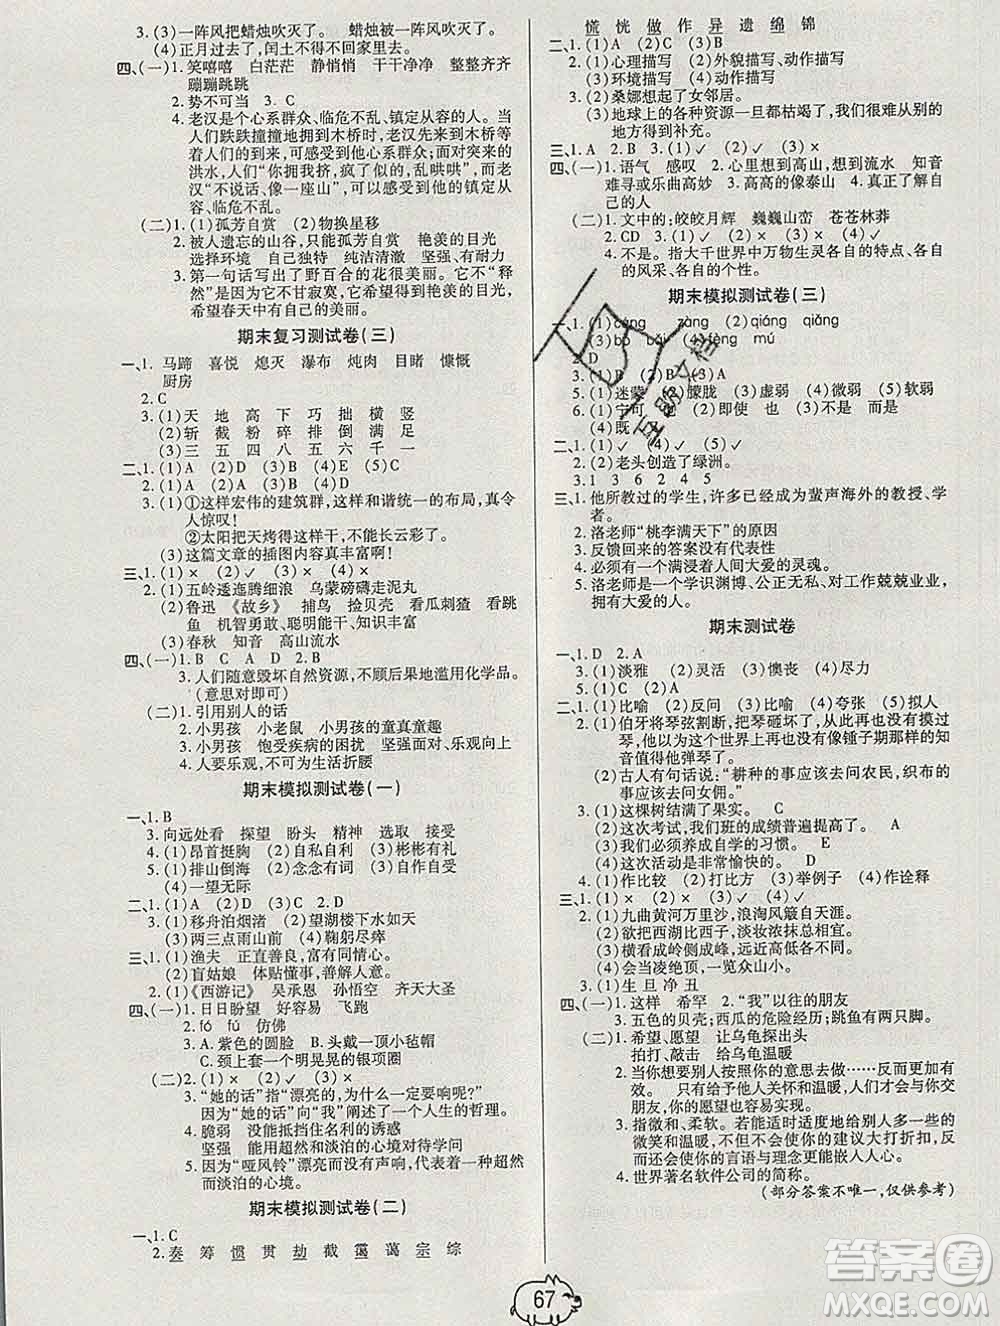 3. (3)一阵风把蜡烛吹灭了。 蜡烛被一阵风吹灭了。
(4)正月过去了,闰土不得不回家了。
四、(一)1. 笑嘻嘻 白茫茫 静悄悄 干干净净 整整齐齐
蹦蹦跳跳
2. 势不可当 3. C
4. 老汉是个心系群众、临危不乱、镇定的人。当
人们跌跌撞撞地拥到木桥时,老汉等着
人们的到来,可见他心系群众;面对突来的
洪水,人们“你拥我挤,疯了似的,乱哄哄”,老
汉“不说话、像一座山”,可见他的镇定从
容、临危不乱。
(二)1. (1)孤芳自赏 (2)物换星移
2. 被人遗忘的山谷,只能孤芳自赏 艳羡的目光
选择环境 自己独特 纯洁清澈 坚强、有耐力
3. 第一句话写出了野百合的花很美丽。它不“释
然”,因为它不甘寂寞,它希望得到艳羡的目光,
希望春天中也有自己的美丽。
期末复习测试卷(三)
一、1. 马蹄 喜悦 熄灭 瀑布 炖肉 目睹 慷慨
厨房
2. C
3. (1)天 地 高 下 巧 拙 横 竖
(2)斩 截 粉 碎 排 倒 满 足
(3)三 五 四 八 五 六 千 一
二、1. (1)A (2)D (3)B (4)D (5)C
2. (1)A (2)D (3)B (4)E (5)C
3. (1)①这样宏伟的建筑群,这样和谐统一的布局,真令
人惊叹!
②太阳把天烤得这样干,不能长云了。
(3)这篇文章的插图内容真丰富啊!
三、1. (1)× (2)✓ (3)× (4)×
2. (1)五岭逶迤腾细浪 乌蒙磅礴走泥丸
(2)鲁迅 《故乡》 捕鸟 捡贝壳 看瓜刺猹 看跳
鱼 机智勇敢、聪明能干、知识丰富
(3)春秋 知音 高山流水
四、(一)1. B C A D 2. D
3. 人们随意毁坏自然资源,不顾后果地滥用化学品。
(意思对即可)
(二)1. 引用别人的话
2. 小男孩 小老鼠 小男孩的童真童趣
3. 小男孩 饱受疾病的困扰 坚强面对、乐观向上
4. 人要乐观,不可为生活折腰
期末模拟测试卷(一)
一、1. B
3. 向远处看 探望 盼头 精神 选取 接受
4. (1)昂首挺胸 (2)自私自利 (3)彬彬有礼
5. (1)排山倒海 (2)念念有词 (3)自作自受
(4)一望无际
二、1. (1)A (2)D (3)C 2. D
3. (1)移舟泊烟渚 (2)望湖楼下水如天
(3)两三点雨山前 (4)鞠躬尽瘁
三、1. (1)渔夫 正直善良,富有同情心。
(2)盲姑娘 体贴懂事,善解人意。
2. (1)《西游记》 吴承恩 孙悟空 齐天大圣
四、(一)1. 日日盼望 好容易 飞跑
2. fó fú 仿佛
3. A. 紫色的圆脸 B. 头戴一顶小毡帽
C. 颈上套一个明晃晃的银项圈
(二)2. (1)× (2)✓ (3)×
3. “她的话”指“漂亮的,为什么一定要响呢?”
因为“她的话”向“我”阐述了一个人生的哲理。
4. 脆弱 没能抵挡住名利的诱惑
坚强 能用超然和淡泊的心境对待学问
5. 因为“哑风铃”漂亮而没有声响,代表着一种超然
而淡泊的心境。
期末模拟测试卷(二)
一、1. C
2. 奏 筹 惯 贯 劫 截 霭 蔼 宗 综
慌 恍 做 作 异 遗 绵 锦
二、1. (1)A (2)C (3)B
2. (1)心理描写 (2)外貌描写、动作描写
(3)环境描写 (4)动作描写
3. (2)桑娜想起了女邻居。
(3)地球上的各种资源一旦都枯竭了,我们很难从别的
地方得到补充。
三、1. A 2. B 3. (1)✓ (2)✓ (3)×
四、(一)1. 语气 感叹 2. 心里想到高山,想到流水 知音
难寻或乐曲高妙 3. 高高的像泰山 4. 真正了解
自己的人
(二)1. 文中的:皎皎月辉 巍巍山峦 苍苍林莽
2. CD 3. (1)✓ (2)× (3)✓
4. 不是。指大千世界中万物生灵各自的特点、各自
的风采、各自的个性。
期末模拟测试卷(三)
一、1. (1)cáng zàng (2)qiáng qiǎng
(3)bó bǎi (4)fèng mú
2. D
3. (1)B (2)B (3)A
5. (1)迷蒙 (2)朦胧 (3)虚弱 (4)微弱 (5)软弱
6. (1)宁可 (2)即使 也 (3)不是 而是
(4)既
二、1. (1)✓ (4)✓ (5)✓
2. (2)老头创造了绿洲。
3. 1 3 6 2 4 5
三、1. 他所教过的学生,许多已经成为蜚声海外的教授、学
者。
2. 洛老师“桃李满天下”的原因
3. 反馈回来的答案没有代表性
4. 必须有一个满浸着人间大爱的灵魂。
5. 洛老师是一个学识渊博、公正无私、对工作兢兢业业,
拥有大爱的人。
期末测试卷
一、1. D 2. A
3. (1)淡雅 (2)灵活 (3)懊丧 (4)尽力
5. (1)C (2)A (3)B
二、1. (1)比喻 (2)反问 (3)比喻 (4)夸张 (5)拟人
2. (1)伯牙将琴弦割断,把琴砸坏了,从此再也没有摸过
琴,他以为这个世界上再也没有像锺子期那样的知
音值得他弹琴了。
(2)古人有句话说:“耕种的事应该去问农民,织布的
事应该去问女佣。”
3. (1)这棵树结满了果实。 C
(2)这次考试,我们班的成绩普遍提高了。 A
(3)我们必须养成自学的习惯。 E
(4)这次活动是非常愉快的。 D
4. (1)作比较 (2)打比方 (3)举例子 (4)作诠释
三、1. (1)✓ (2)× (3)✓ (4)×
2. (1)九曲黄河万里沙,浪淘风簸自天涯。
(2)欲把西湖比西子,淡妆浓抹总相宜。
(3)横看成岭侧成峰,远近高低各不同。
(4)会当凌绝顶,一览众山小。
3. (1)生 旦 净 丑
四、(一)1. 这样 希罕 2. “我”以往的朋友
3. 五色的贝壳;西瓜的危险经历;跳鱼有两只脚。
(二)1. 希望、愿望 让乌龟探出头
拍打、敲击 给乌龟温暖
2. 当你想要别人按照你的意思去做……反而更加有
效。 只有给予他人关怀和温暖,人们才愿意与你交
朋友,你的愿望也容易实现。
3. 指微和、柔软。若能适时适度地给别人多一些的
微笑和温暖,不但不会使你的建议大打折扣,反而
会使你的言语与理念更能影响他人。
4. 世界著名软件公司的简称。
(部分答案不唯一,仅供参考)
67
答案卷
MXQE.COM